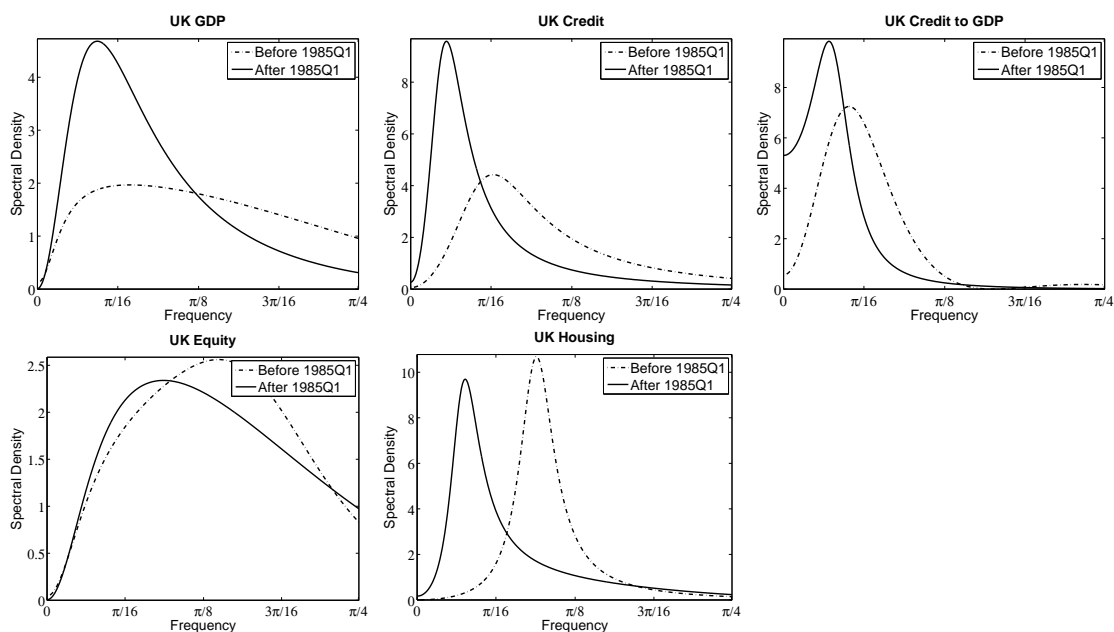 UK GDP
Before 1985Q1
After 1985Q1
Spectral Density
4
3
2
1
0
0 π/16 π/8 3π/16 π/4
Frequency
UK Credit
Before 1985Q1
After 1985Q1
Spectral Density
8
6
4
2
0
0 π/16 π/8 3π/16 π/4
Frequency
UK Credit to GDP
Before 1985Q1
After 1985Q1
Spectral Density
8
6
4
2
0
0 π/16 π/8 3π/16 π/4
Frequency
UK Equity
Before 1985Q1
After 1985Q1
Spectral Density
2.5
2
1.5
1
0.5
0
0 π/16 π/8 3π/16 π/4
Frequency
UK Housing
Before 1985Q1
After 1985Q1
Spectral Density
10
8
6
4
2
0
0 π/16 π/8 3π/16 π/4
Frequency